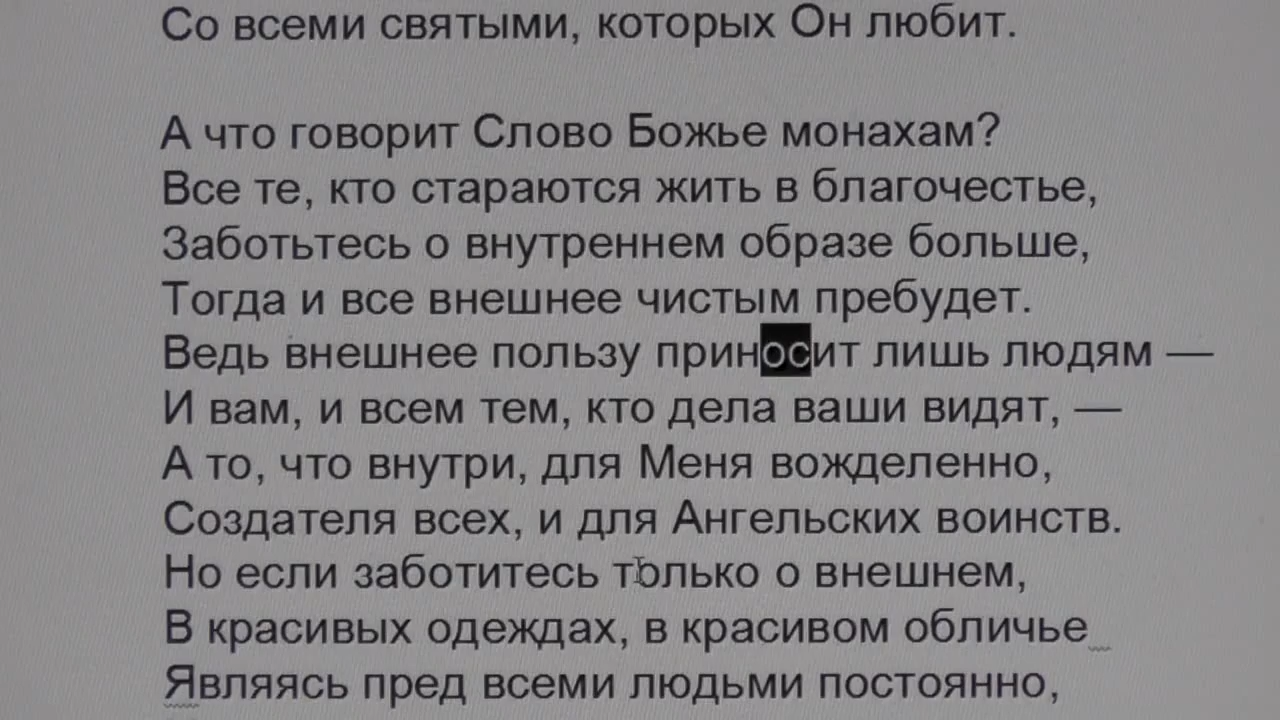 Со всеми святыми, которых Он любит.
А что говорит Слово Божье монахам?
Все те, кто стараются жить в благочестье,
Заботьтесь о внутреннем образе больше,
Тогда и все внешнее чистым пребудет.
Ведь внешнее пользу приносит лишь людям —
И вам, и всем тем, кто дела ваши видят, —
А то, что внутри, для Меня вожделенно,
Создателя всех, и для Ангельских воинств.
Но если заботитесь только о внешнем,
В красивых одеждах, в красивом обличье
Являясь пред всеми людьми постоянно,